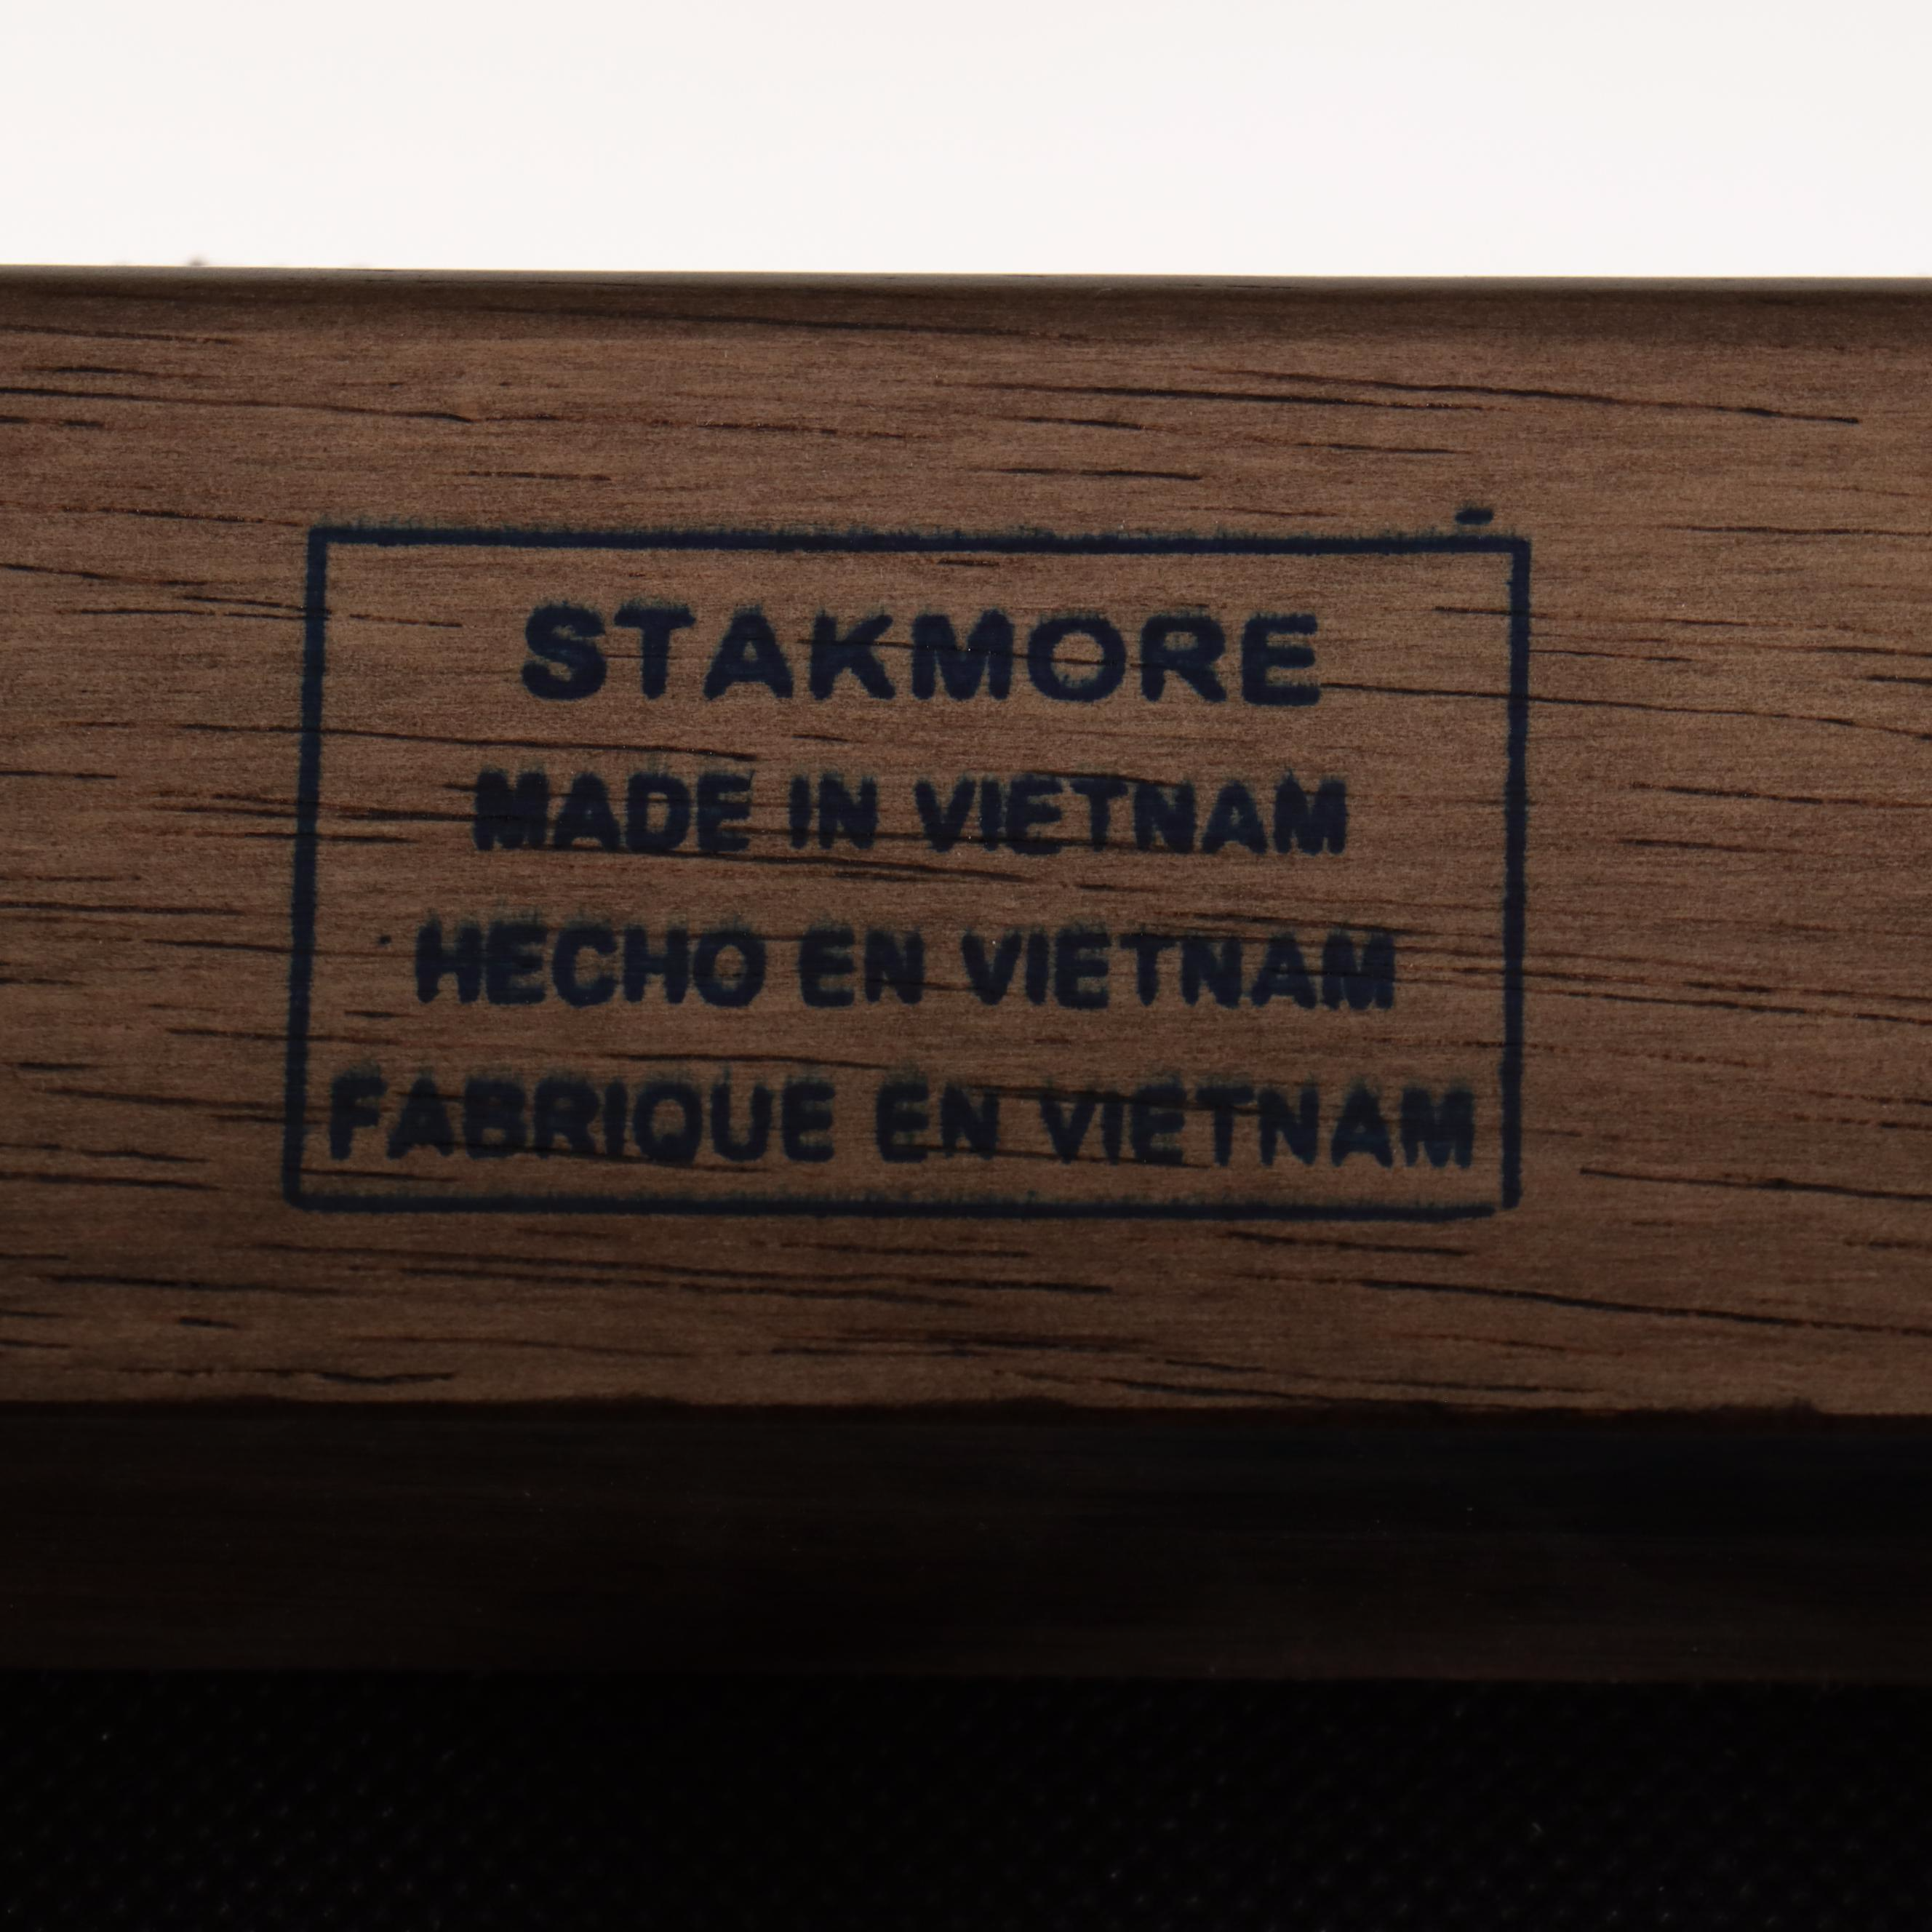 STAKMORE
MADE IN VIETNAM
HECHO EN VIETNAM
FABRIQUE EN VIETNAM